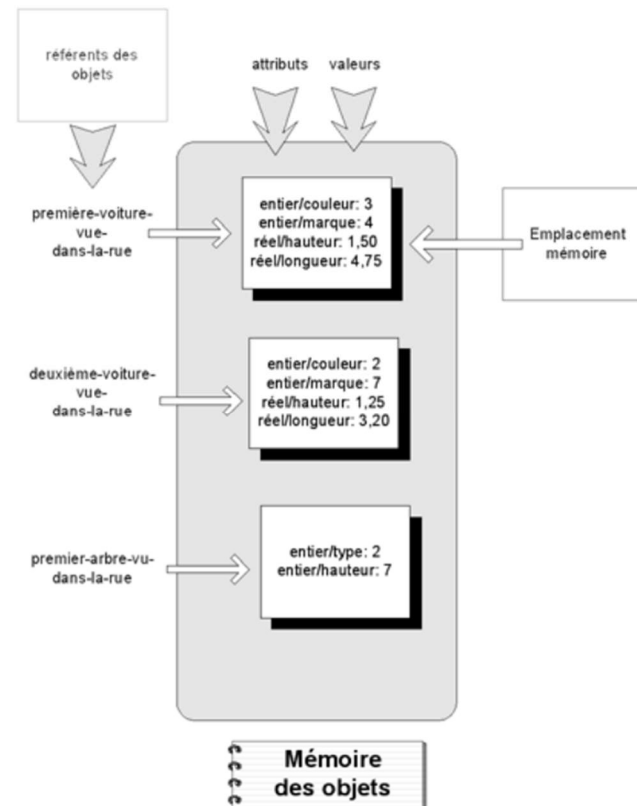 référents des
objets
attributs
valeurs
première-voiture-
vue-
dans-la-rue
entier/couleur: 3
entier/marque: 4
réel/hauteur: 1,50
réel/longueur: 4,75
Emplacement
mémoire
deuxième-voiture-
vue-
dans-la-rue
entier/couleur: 2
entier/marque: 7
réel/hauteur: 1,25
réel/longueur: 3,20
premier-arbre-vu-
dans-la-rue
entier/type: 2
entier/hauteur: 7
Mémoire
des objets